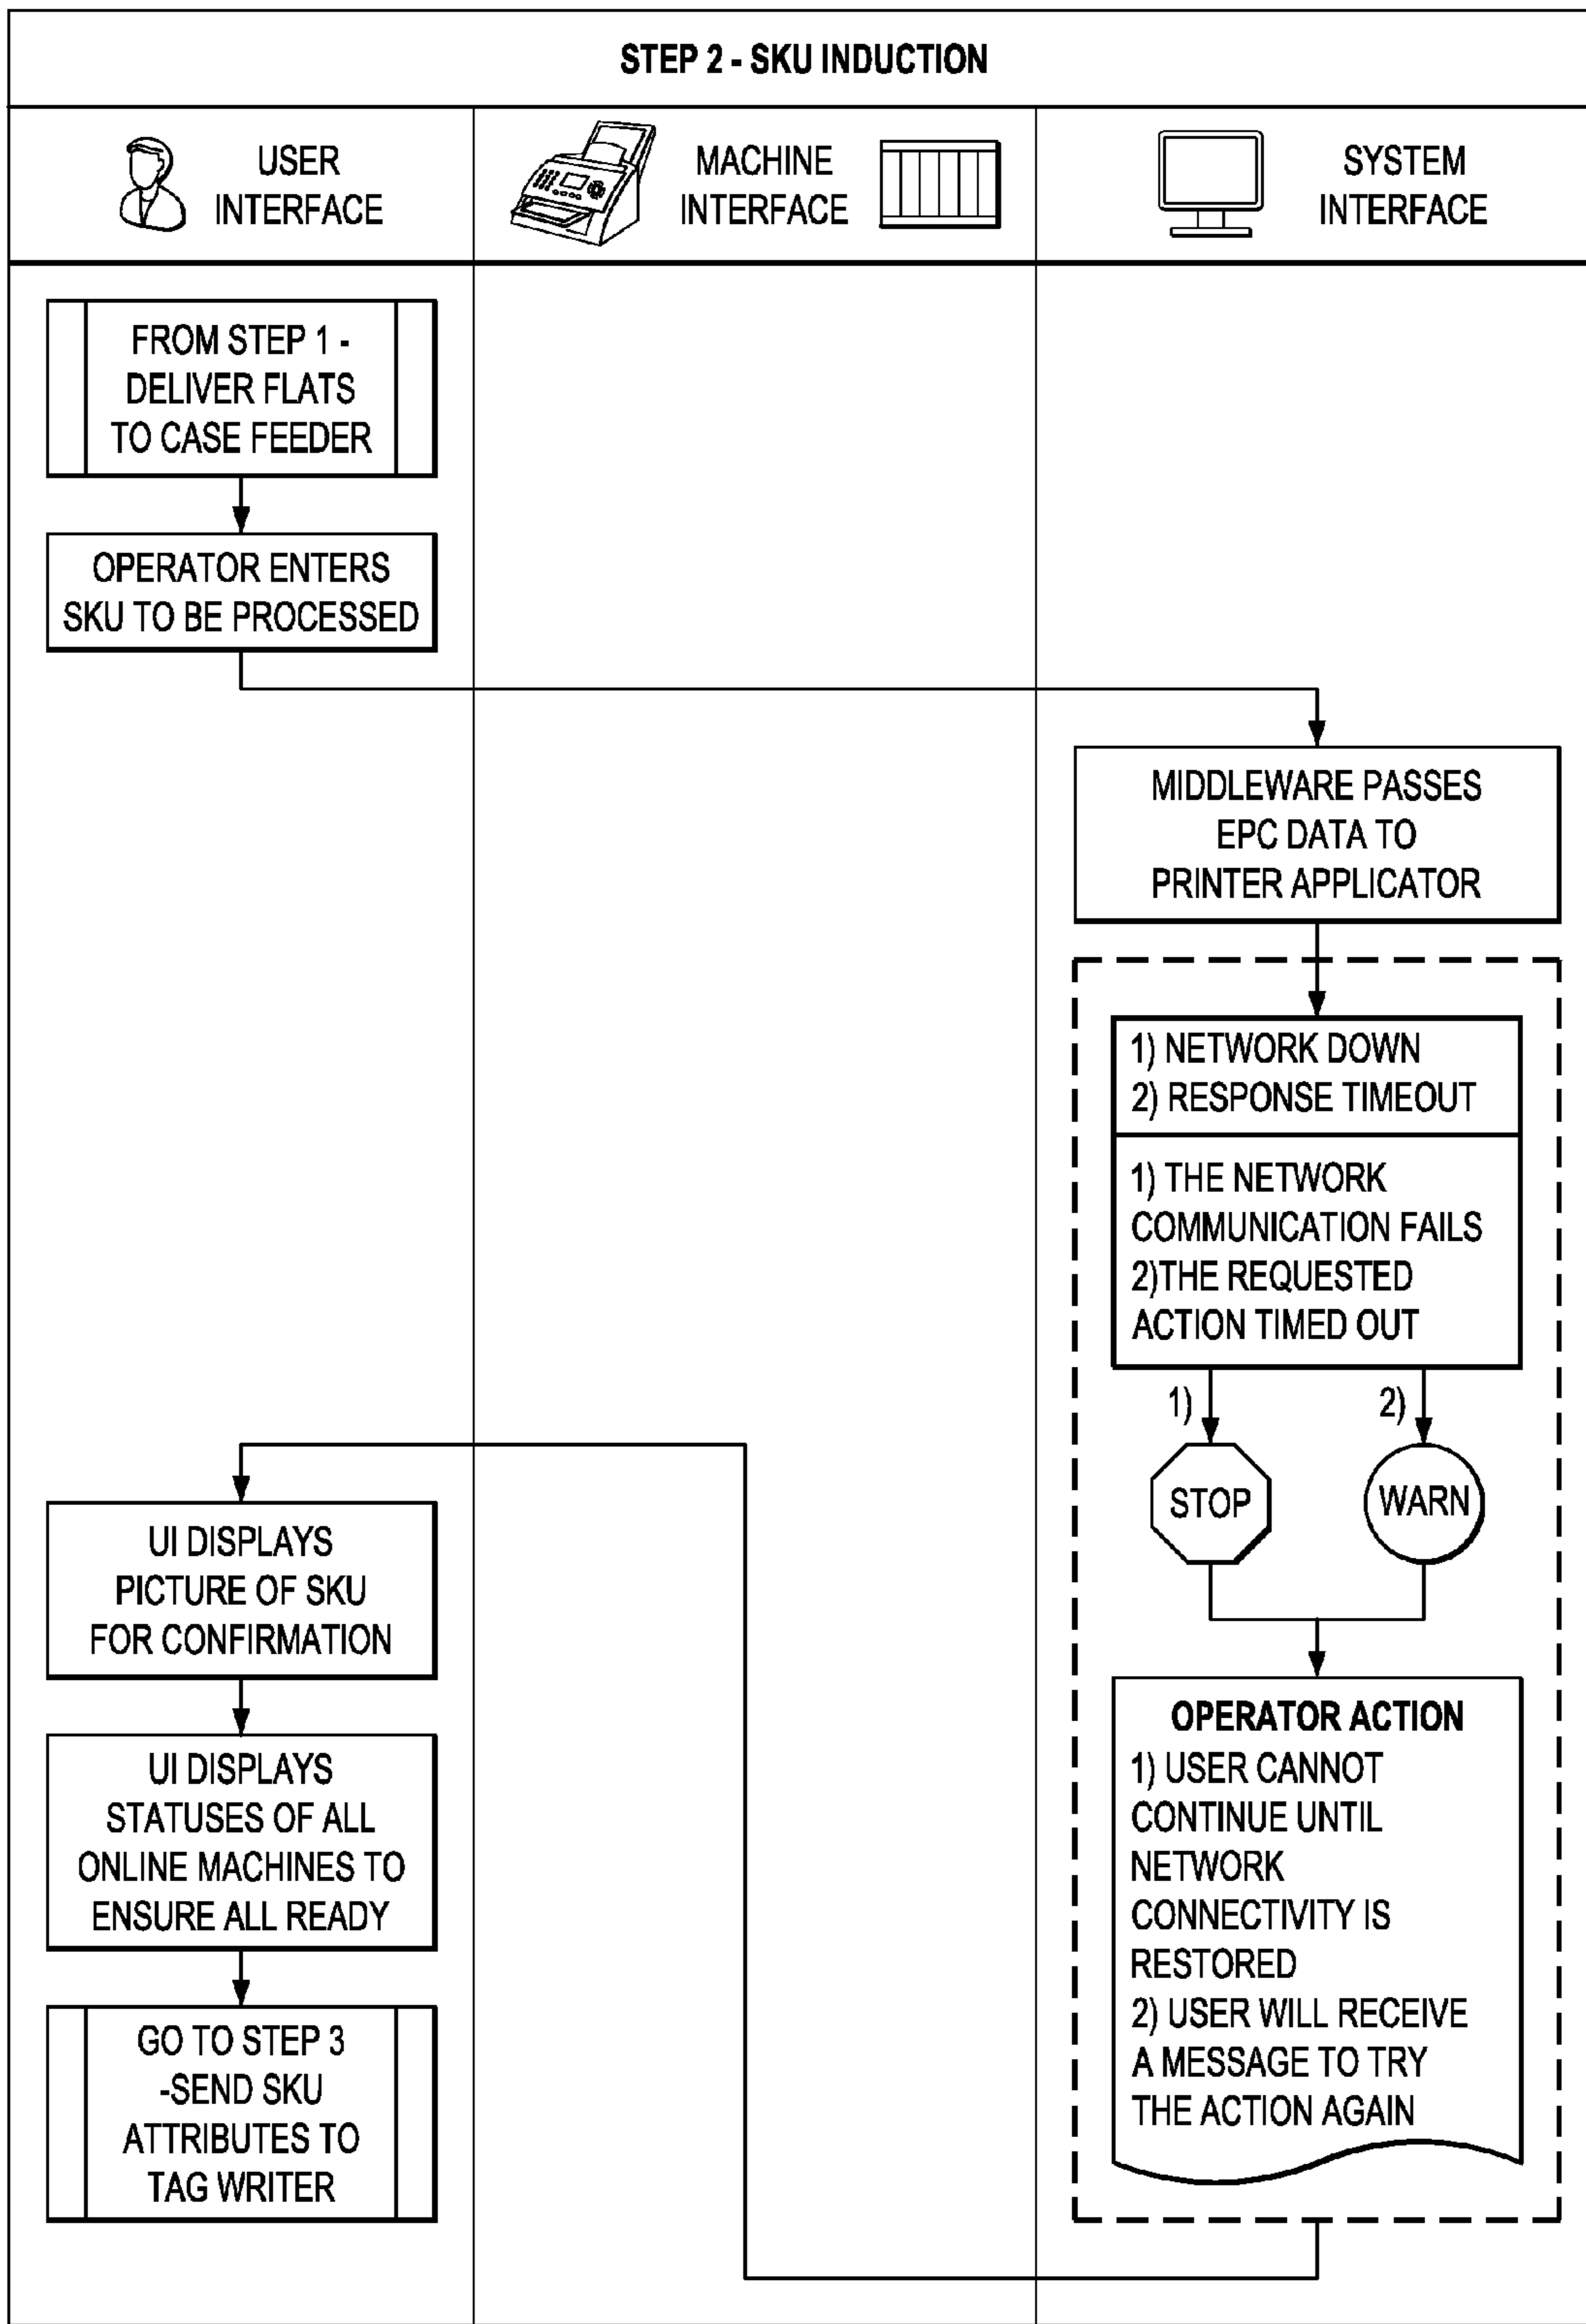 STEP 2 - SKU INDUCTION
USER
INTERFACE
MACHINE
INTERFACE
SYSTEM
INTERFACE
FROM STEP 1 -
DELIVER FLATS
TO CASE FEEDER
OPERATOR ENTERS
SKU TO BE PROCESSED
MIDDLEWARE PASSES
EPC DATA TO
PRINTER APPLICATOR
1) NETWORK DOWN
2) RESPONSE TIMEOUT
1) THE NETWORK
COMMUNICATION FAILS
2)THE REQUESTED
ACTION TIMED OUT
1)
2)
STOP
WARN
OPERATOR ACTION
1) USER CANNOT
CONTINUE UNTIL
NETWORK
CONNECTIVITY IS
RESTORED
2) USER WILL RECEIVE
A MESSAGE TO TRY
THE ACTION AGAIN
UI DISPLAYS
PICTURE OF SKU
FOR CONFIRMATION
UI DISPLAYS
STATUSES OF ALL
ONLINE MACHINES TO
ENSURE ALL READY
GO TO STEP 3
-SEND SKU
ATTRIBUTES TO
TAG WRITER